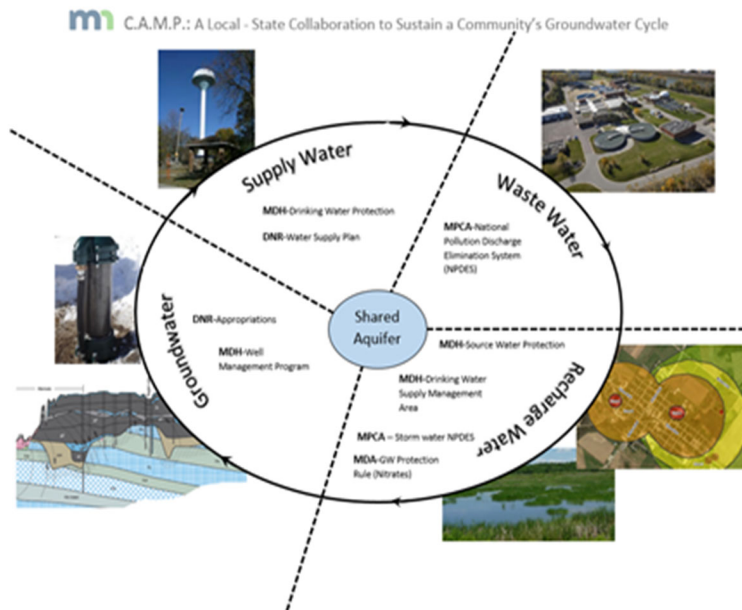 mn C.A.M.P.: A Local - State Collaboration to Sustain a Community's Groundwater Cycle
Supply Water
MDH-Drinking Water Protection
DNR-Water Supply Plan
Waste Water
MPCA-National
Pollution Discharge
Elimination System
(NPDES)
Shared
Aquifer
Groundwater
DNR-Appropriations
MDH-Well
Management Program
Recharge Water
MDH-Source Water Protection
MDH-Drinking Water
Supply Management
Area
MPCA – Storm water NPDES
MDA-GW Protection
Rule (Nitrates)